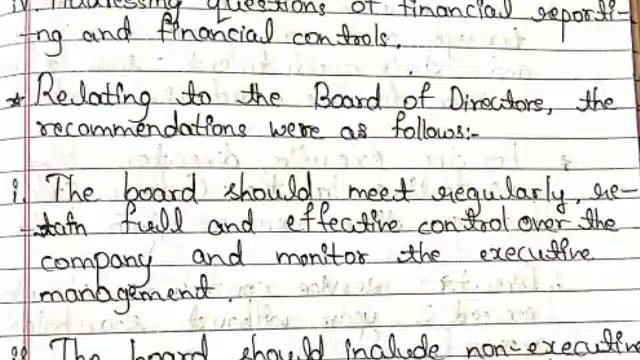 iv. Addressing questions of financial reporti-
-ng and financial controls.
* Relating to the Board of Directors, the
recommendations were as follows:-
i. The board should meet regularly, re-
-tain full and effective control over the
company and monitor the executive
management.
ii. The board should include non-executive